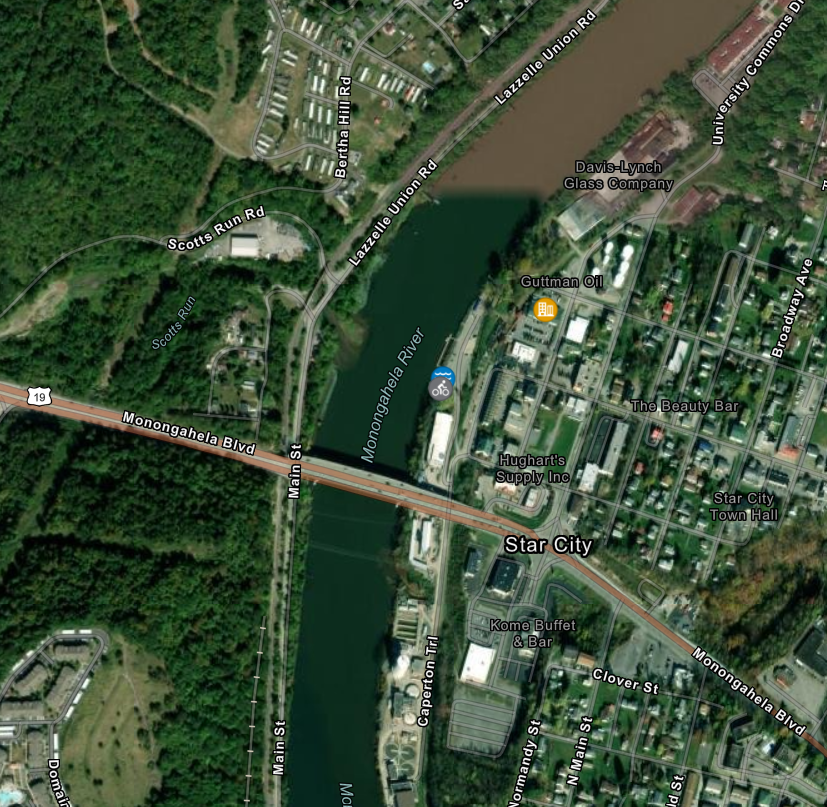 Lazzelle Union Rd
University Commons Dr
Bertha Hill Rd
Davis-Lynch
Glass Company
Lazzelle Union Rd
Scotts Run Rd
Guttman Oil
Scotts Run
Broadway Ave
Monongahela River
19
The Beauty Bar
Monongahela Blvd
Main St
Hughart's
Supply Inc
Star City
Town Hall
Star City
Kome Buffet
& Bar
Caperton Trl
Clover St
Monongahela Blvd
Main St
Normandy St
N Main St
Domain